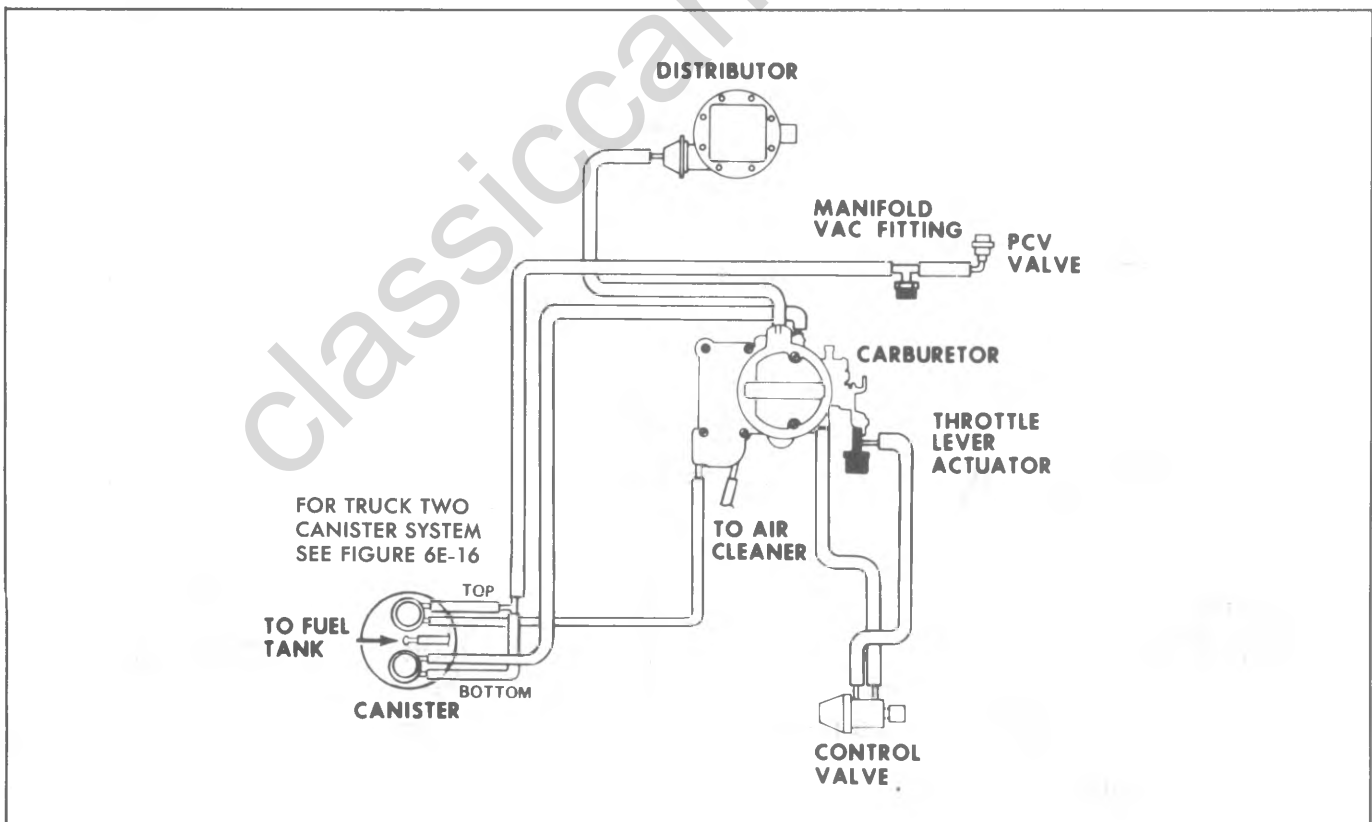 classiccar
DISTRIBUTOR
MANIFOLD
VAC FITTING
PCV
VALVE
CARBURETOR
THROTTLE
LEVER
ACTUATOR
FOR TRUCK TWO
CANISTER SYSTEM
SEE FIGURE 6E-16
TO AIR
CLEANER
TOP
TO FUEL
TANK
BOTTOM
CANISTER
CONTROL
VALVE